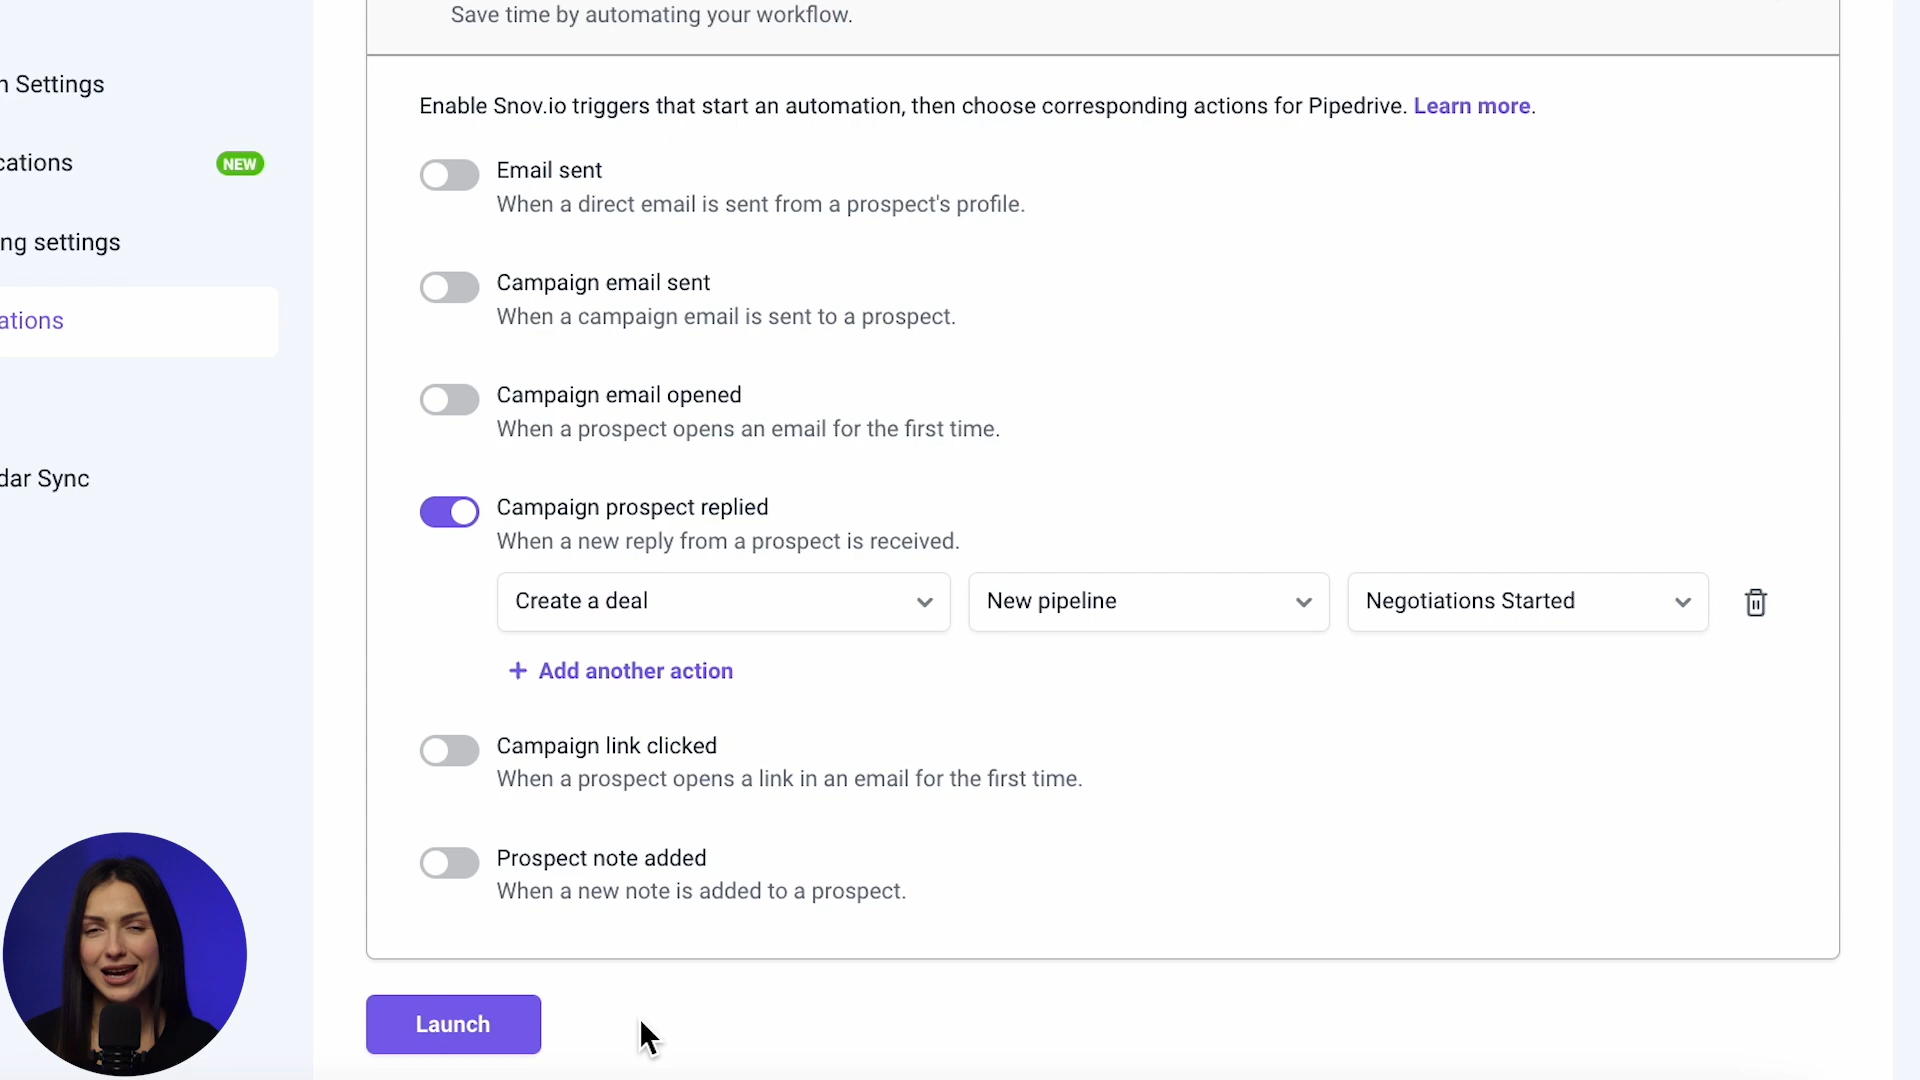 Save time by automating your workflow.
n Settings
Enable Snov.io triggers that start an automation, then choose corresponding actions for Pipedrive. Learn more.
cations
NEW
Email sent
When a direct email is sent from a prospect's profile.
ng settings
Campaign email sent
When a campaign email is sent to a prospect.
ations
Campaign email opened
When a prospect opens an email for the first time.
dar Sync
Campaign prospect replied
When a new reply from a prospect is received.
Create a deal
New pipeline
Negotiations Started
+ Add another action
Campaign link clicked
When a prospect opens a link in an email for the first time.
Prospect note added
When a new note is added to a prospect.
Launch